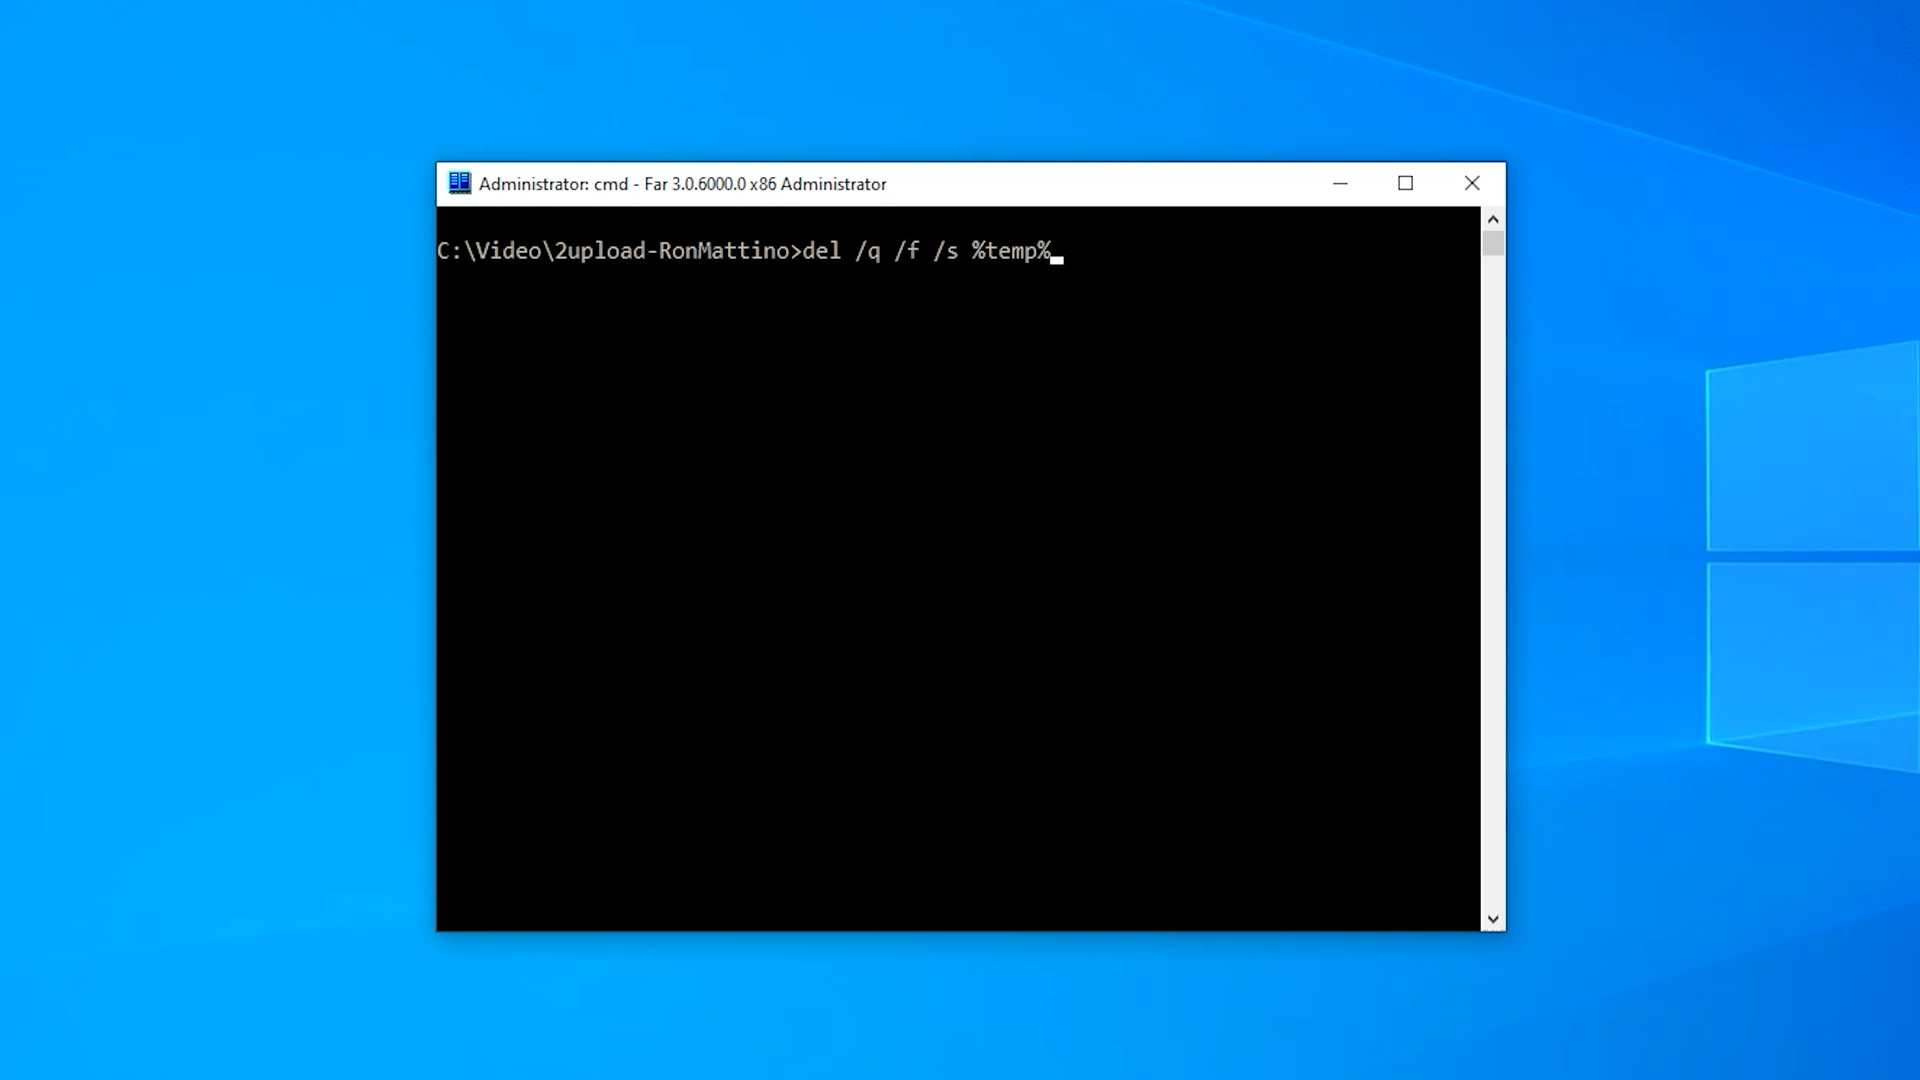 Administrator: cmd - Far 3.0.6000.0 x86 Administrator
C:\Video\2upload-RonMattino>del /q /f /s %temp%